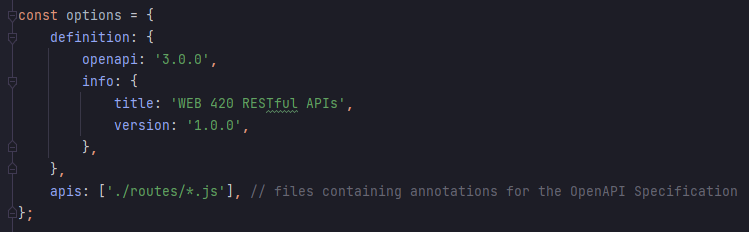 const options = {
    definition: {
        openapi: '3.0.0',
        info: {
            title: 'WEB 420 RESTful APIs',
            version: '1.0.0',
        },
    },
    apis: ['./routes/*.js'], // files containing annotations for the OpenAPI Specification
};